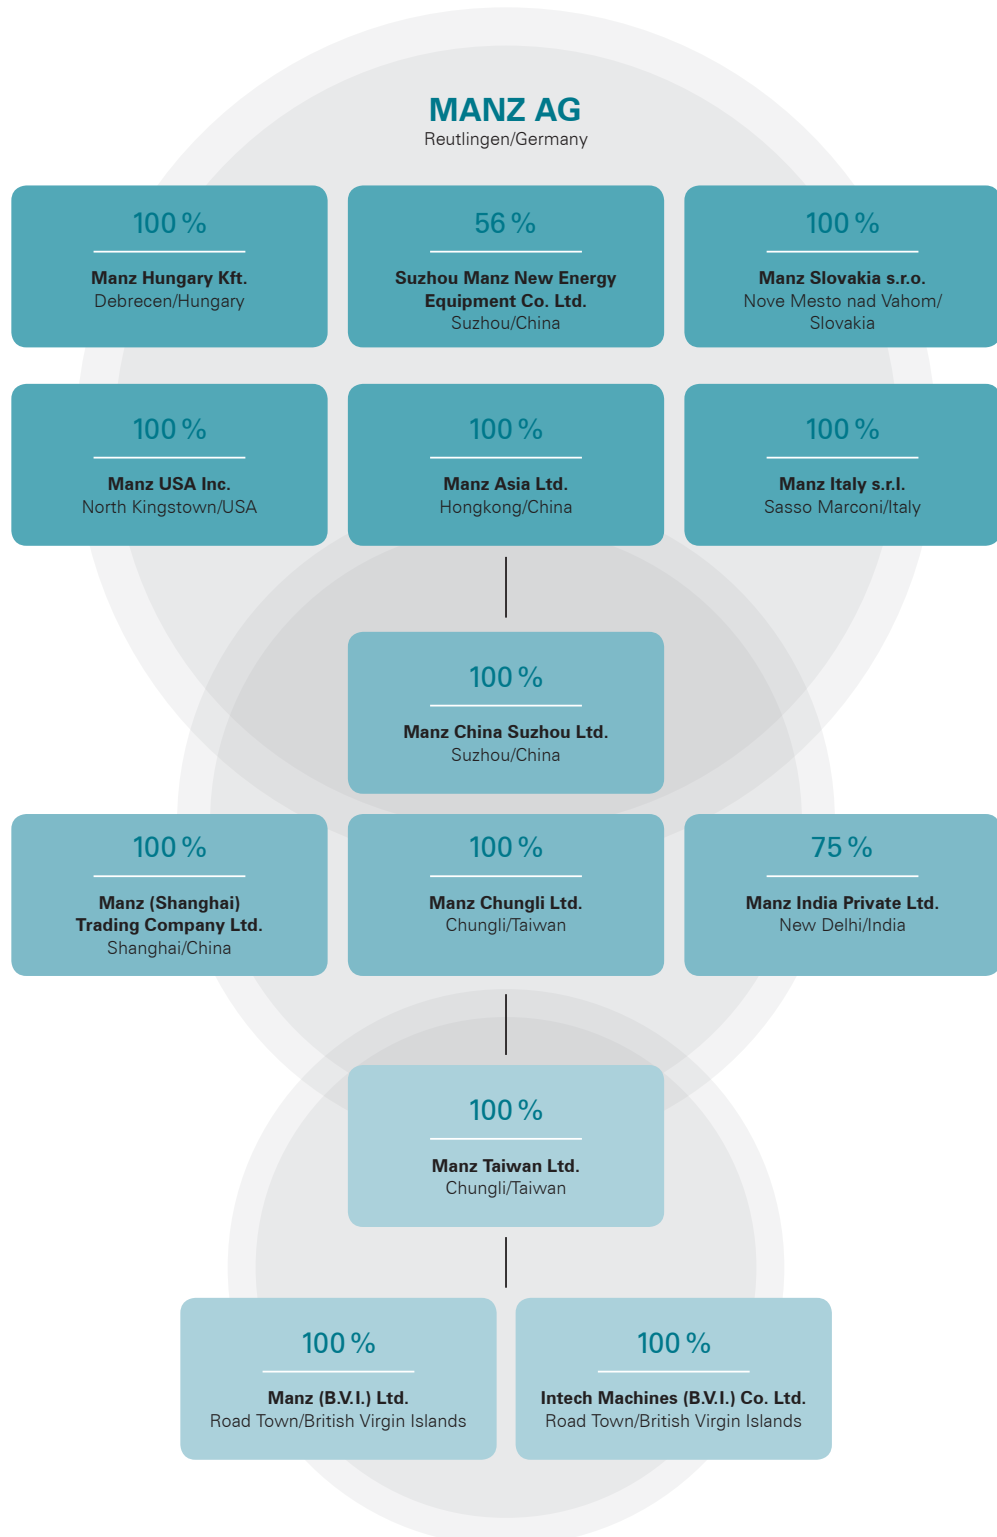 MANZ AG
Reutlingen/Germany
100 %
Manz Hungary Kft.
Debrecen/Hungary
56 %
Suzhou Manz New Energy
Equipment Co. Ltd.
Suzhou/China
100 %
Manz Slovakia s.r.o.
Nove Mesto nad Vahom/
Slovakia
100 %
Manz USA Inc.
North Kingstown/USA
100 %
Manz Asia Ltd.
Hongkong/China
100 %
Manz Italy s.r.l.
Sasso Marconi/Italy
100 %
Manz China Suzhou Ltd.
Suzhou/China
100 %
Manz (Shanghai)
Trading Company Ltd.
Shanghai/China
100 %
Manz Chungli Ltd.
Chungli/Taiwan
75 %
Manz India Private Ltd.
New Delhi/India
100 %
Manz Taiwan Ltd.
Chungli/Taiwan
100 %
Manz (B.V.I.) Ltd.
Road Town/British Virgin Islands
100 %
Intech Machines (B.V.I.) Co. Ltd.
Road Town/British Virgin Islands